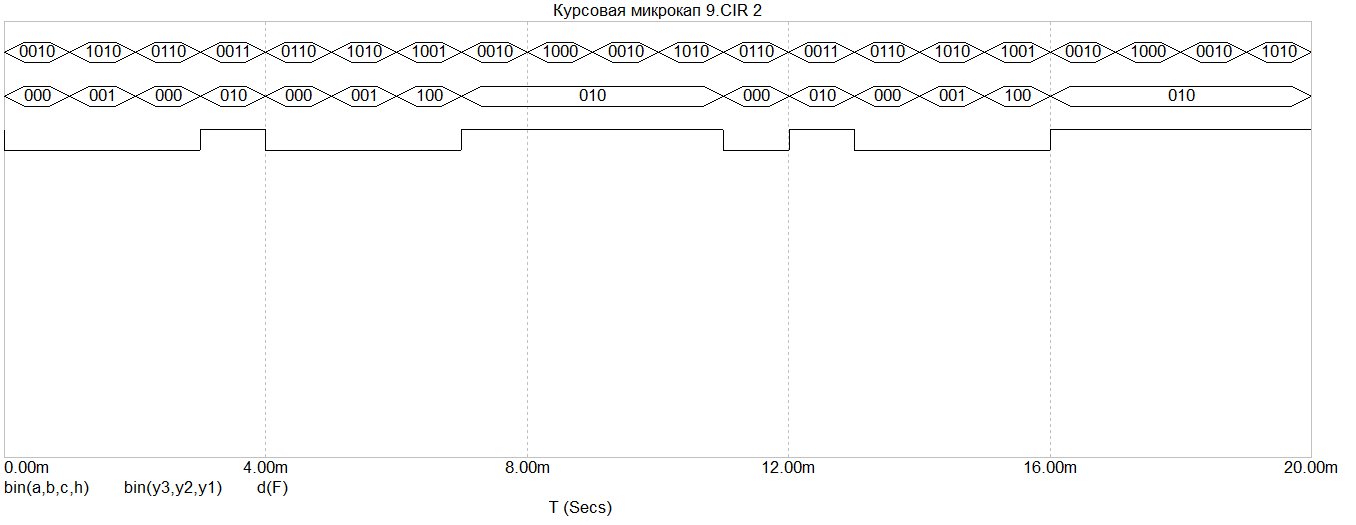 Курсовая микрокап 9.CIR 2
0010 1010 0110 0011 0110 1010 1001 0010 1000 0010 1010 0110 0011 0110 1010 1001 0010 1000 0010 1010
000 001 000 010 000 001 100 010 000 010 000 001 100 010
0.00m 4.00m 8.00m 12.00m 16.00m 20.00m
bin(a,b,c,h) bin(y3,y2,y1) d(F)
T (Secs)